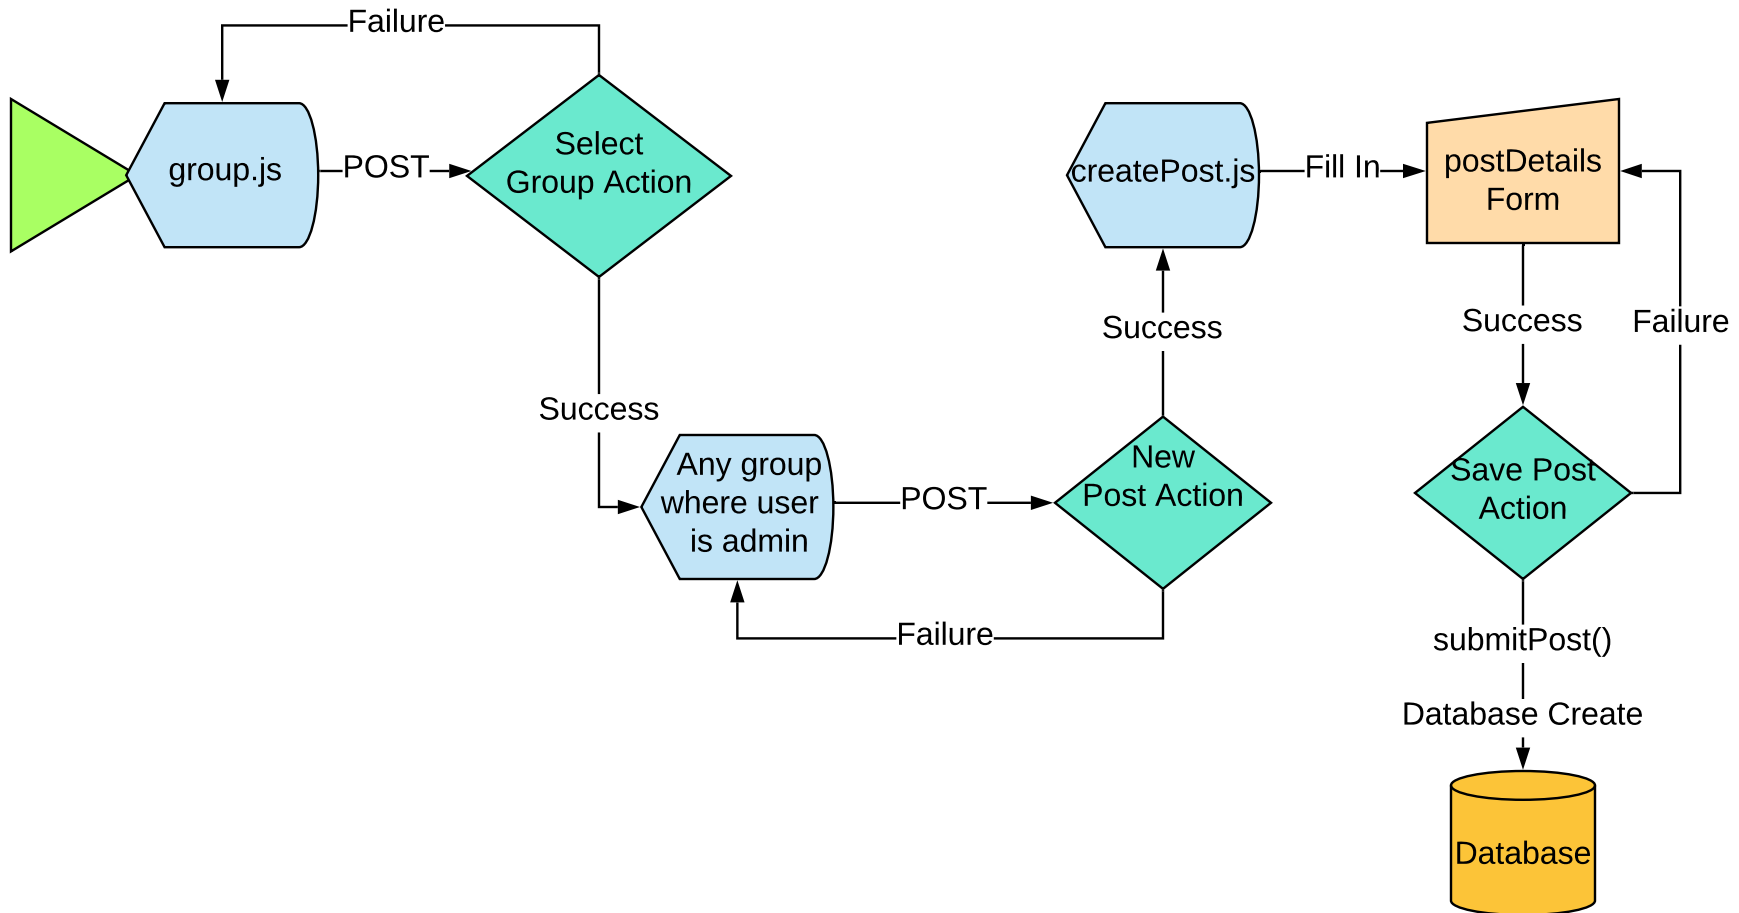 Failure
group.js
POST
Select
Group Action
Success
Any group
where user
is admin
POST
New
Post Action
Failure
Success
createPost.js
Fill In
postDetails
Form
Success
Failure
Save Post
Action
submitPost()
Database Create
Database